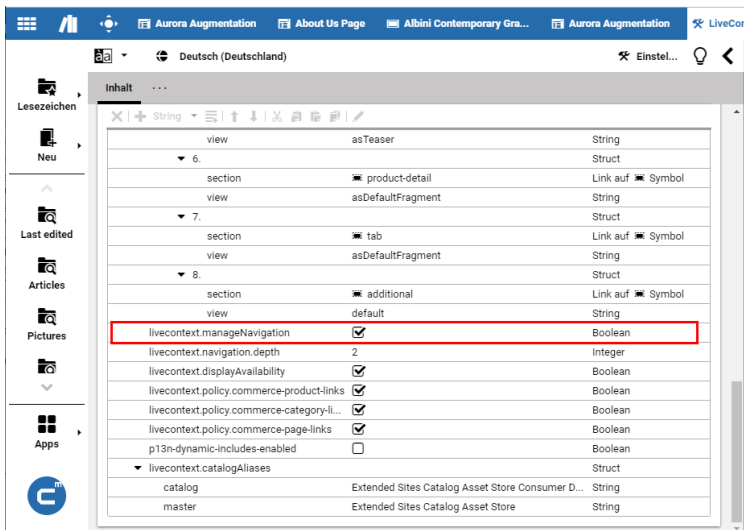 Aurora Augmentation About Us Page Albini Contemporary Gra... Aurora Augmentation LiveCor
Deutsch (Deutschland) Einstel...
Lesezeichen
Neu
Last edited
Articles
Pictures
Apps
Inhalt ...
String
view asTeaser String
6. Struct
section product-detail Link auf Symbol
view asDefaultFragment String
7. Struct
section tab Link auf Symbol
view asDefaultFragment String
8. Struct
section additional Link auf Symbol
view default String
livecontext.manageNavigation Boolean
livecontext.navigation.depth 2 Integer
livecontext.displayAvailability Boolean
livecontext.policy.commerce-product-links Boolean
livecontext.policy.commerce-category-li... Boolean
livecontext.policy.commerce-page-links Boolean
p13n-dynamic-includes-enabled Boolean
livecontext.catalogAliases Struct
catalog Extended Sites Catalog Asset Store Consumer D... String
master Extended Sites Catalog Asset Store String